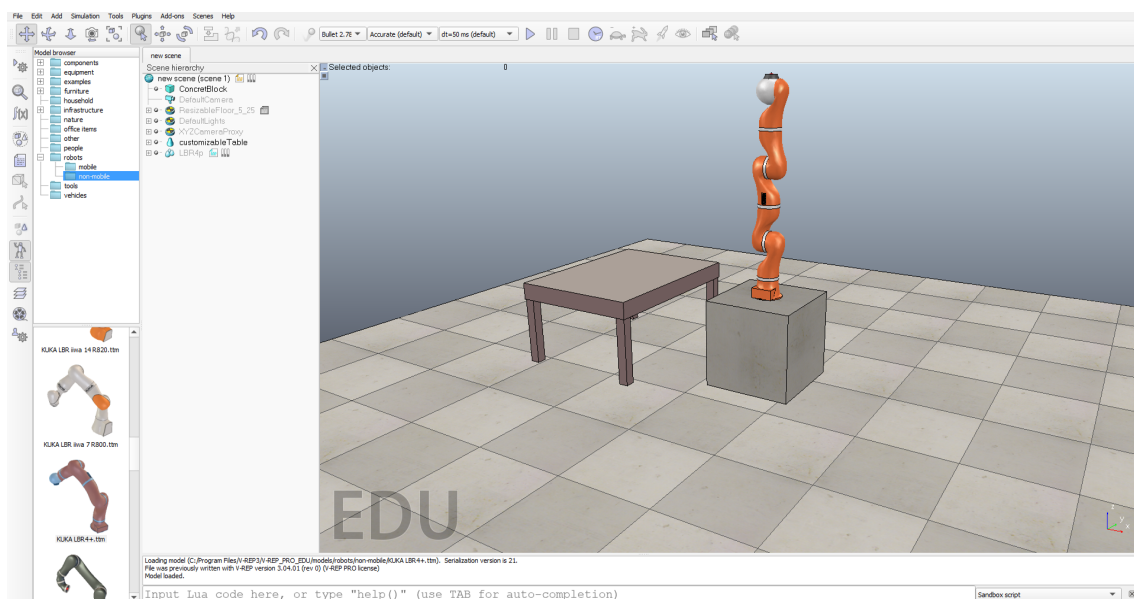 File Edit Add Simulation Tools Plugins Add-ons Scenes Help
Bullet 2.78 Accurate (default) dt=50 ms (default)
Model browser
components
equipment
examples
furniture
household
infrastructure
nature
office items
other
people
robots
mobile
non-mobile
tools
vehicles
KUKA LBR iiwa 14 R820.ttm
KUKA LBR iiwa 7 R800.ttm
KUKA LBR4+.ttm
new scene
Scene hierarchy
new scene (scene 1)
ConcretBlock
DefaultCamera
ResizableFloor_5_25
DefaultLights
XYZCameraProxy
customizableTable
LBR4p
Selected objects: 0
EDU
z
y
x
Loading model (C:/Program Files/V-REP3/V-REP_PRO_EDU/models/robots/non-mobile/KUKA LBR4+.ttm). Serialization version is 21.
File was previously written with V-REP version 3.04.01 (rev 0) (V-REP PRO license)
Model loaded.
Input Lua code here, or type "help()" (use TAB for auto-completion)
Sandbox script